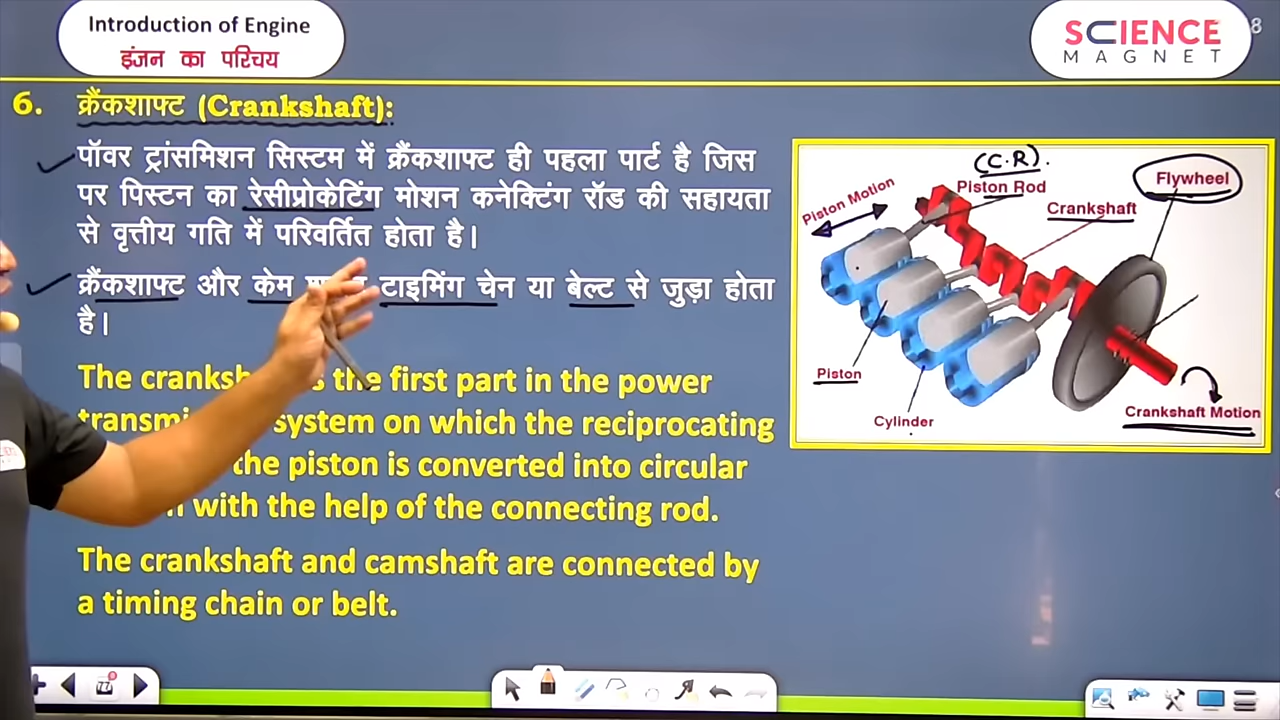 Introduction of Engine
इंजन का परिचय
SCIENCE
MAGNET
8
6. क्रैंकशाफ्ट (Crankshaft):
पॉवर ट्रांसमिशन सिस्टम में क्रैंकशाफ्ट ही पहला पार्ट है जिस
पर पिस्टन का रेसीप्रोकेटिंग मोशन कनेक्टिंग रॉड की सहायता
से वृत्तीय गति में परिवर्तित होता है।
क्रैंकशाफ्ट और केम टाइमिंग चेन या बेल्ट से जुड़ा होता
है।
The the first part in the power
system on which the reciprocating
the piston is converted into circular
with the help of the connecting rod.
The crankshaft and camshaft are connected by
a timing chain or belt.
(C.R).
Piston Motion
Piston Rod
Crankshaft
Flywheel
Piston
Cylinder
Crankshaft Motion